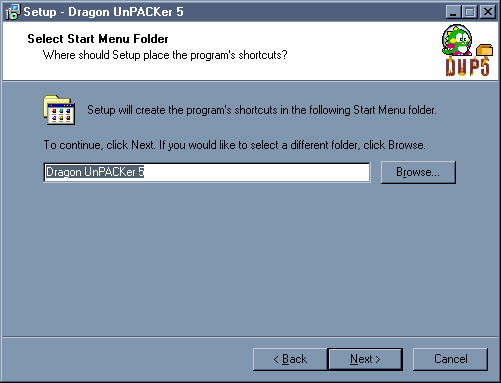 Setup - Dragon UnPACKer 5
Select Start Menu Folder
Where should Setup place the program's shortcuts?
DUP5
Setup will create the program's shortcuts in the following Start Menu folder.
To continue, click Next. If you would like to select a different folder, click Browse.
Dragon UnPACKer 5
Browse...
< Back
Next >
Cancel